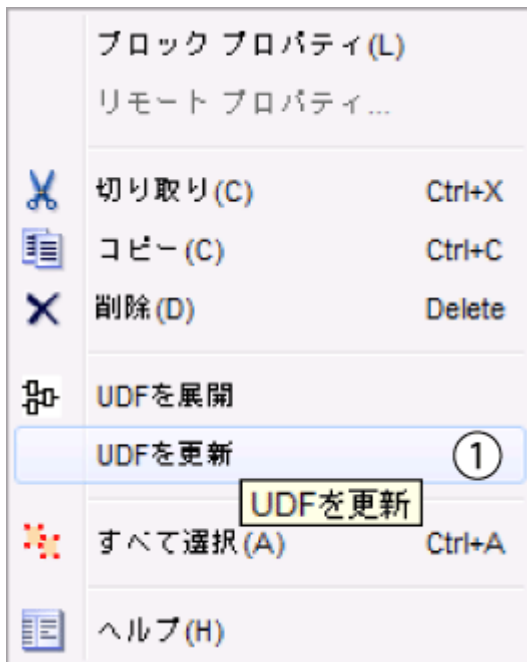 ブロック プロパティ(L)
リモート プロパティ...
切り取り(C) Ctrl+X
コピー(C) Ctrl+C
削除(D) Delete
UDFを展開
UDFを更新 ①
UDFを更新
すべて選択(A) Ctrl+A
ヘルプ(H)